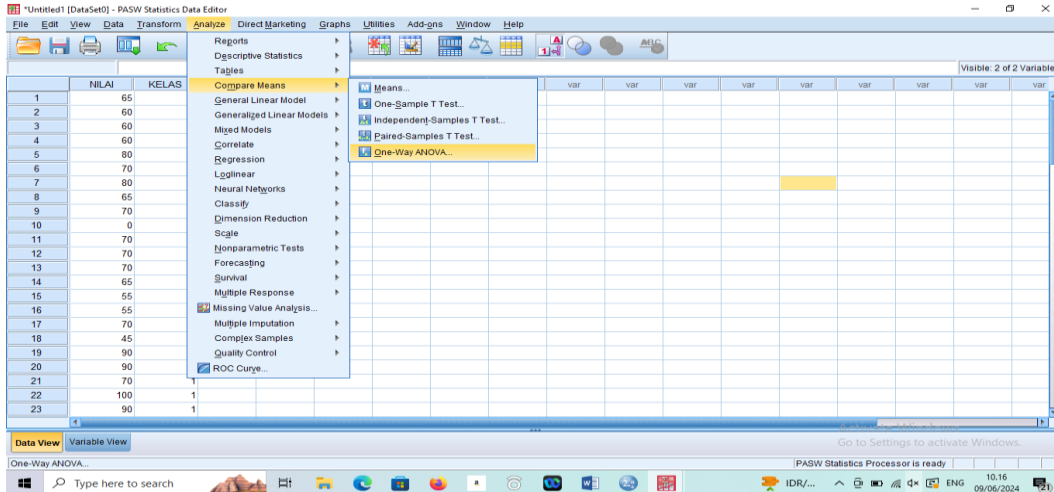 *Untitled1 [DataSet0] - PASW Statistics Data Editor
File Edit View Data Transform Analyze Direct Marketing Graphs Utilities Add-ons Window Help
Visible: 2 of 2 Variable
NILAI KELAS var var var var var var var var var
Reports
Descriptive Statistics
Tables
Compare Means
General Linear Model
Generalized Linear Models
Mixed Models
Correlate
Regression
Loglinear
Neural Networks
Classify
Dimension Reduction
Scale
Nonparametric Tests
Forecasting
Survival
Multiple Response
Missing Value Analysis...
Multiple Imputation
Complex Samples
Quality Control
ROC Curve...
Means...
One-Sample T Test...
Independent-Samples T Test...
Paired-Samples T Test...
One-Way ANOVA...
1 65
2 60
3 60
4 60
5 80
6 70
7 80
8 65
9 70
10 0
11 70
12 70
13 70
14 65
15 55
16 55
17 70
18 45
19 90
20 90
21 70 1
22 100 1
23 90 1
Data View Variable View
Go to Settings to activate Windows.
One-Way ANOVA... PASW Statistics Processor is ready
Type here to search IDR/... ENG 10.16
09/06/2024